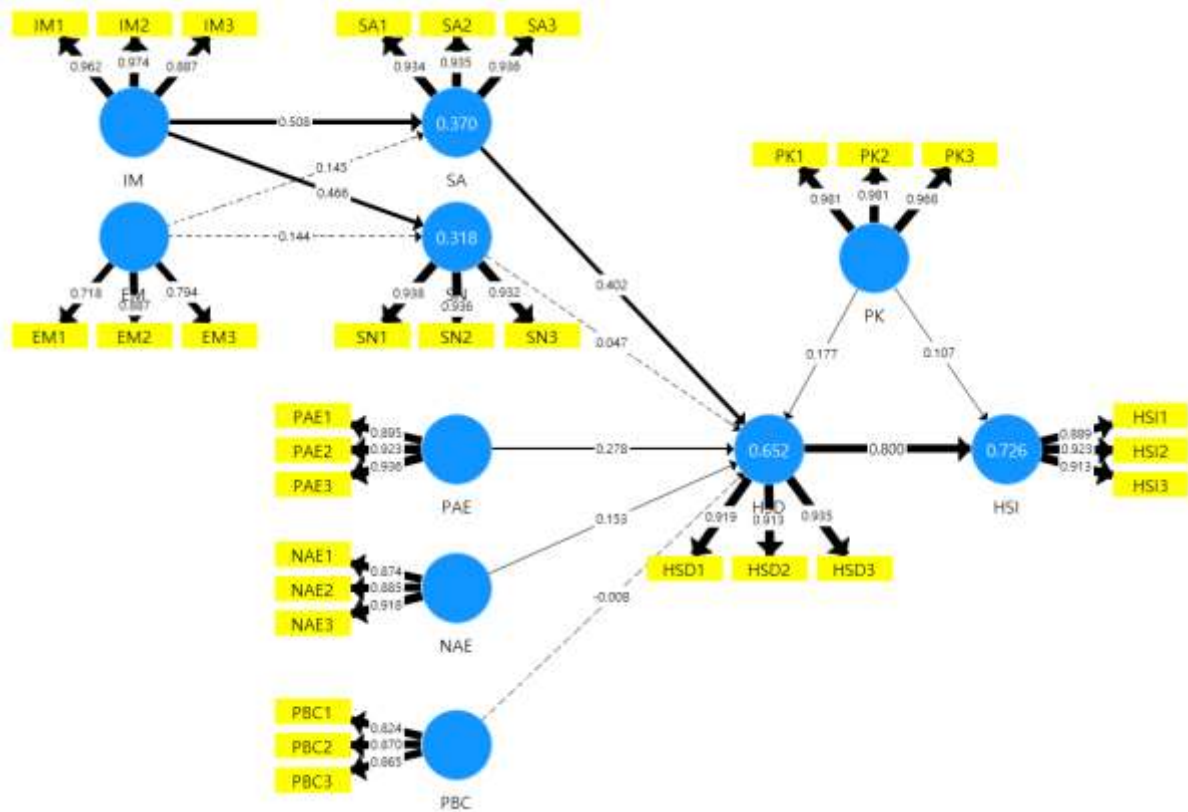 IM1 IM2 IM3 SA1 SA2 SA3
0.962 0.974 0.887 0.934 0.935 0.936
0.508 0.370
IM SA
PK1 PK2 PK3
0.145
0.981 0.981 0.968
0.466
0.144 0.318
EM SN
0.718 0.887 0.794 0.938 0.936 0.932
0.402
PK
EM1 EM2 EM3 SN1 SN2 SN3
0.047
0.177 0.107
PAE1
0.895
PAE2
0.923
PAE3
0.936
0.278 0.652 0.800 0.726
HSI1
0.889
HSI2
0.923
HSI3
0.913
PAE HSD HSI
0.919 0.913 0.935
0.153
HSD1 HSD2 HSD3
NAE1
0.874
NAE2
0.885
NAE3
0.918
-0.008
NAE
PBC1
0.824
PBC2
0.870
PBC3
0.865
PBC